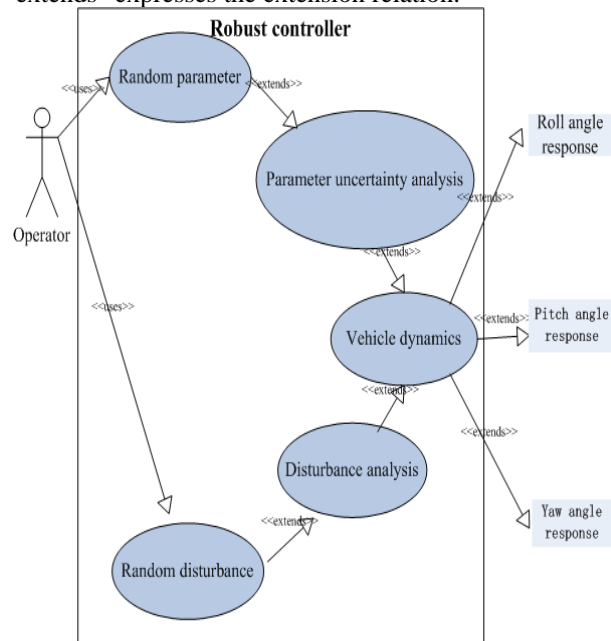 extends" expresses the extension relation.
Robust controller
Random parameter
<<uses>>
<<extends>>
Parameter uncertainty analysis
Operator
<<extends>>
Roll angle
response
<<extends>>
Vehicle dynamics
<<extends>>
Pitch angle
response
<<uses>>
<<extends>>
Disturbance analysis
<<extends>>
Yaw angle
response
<<extends>>
Random disturbance